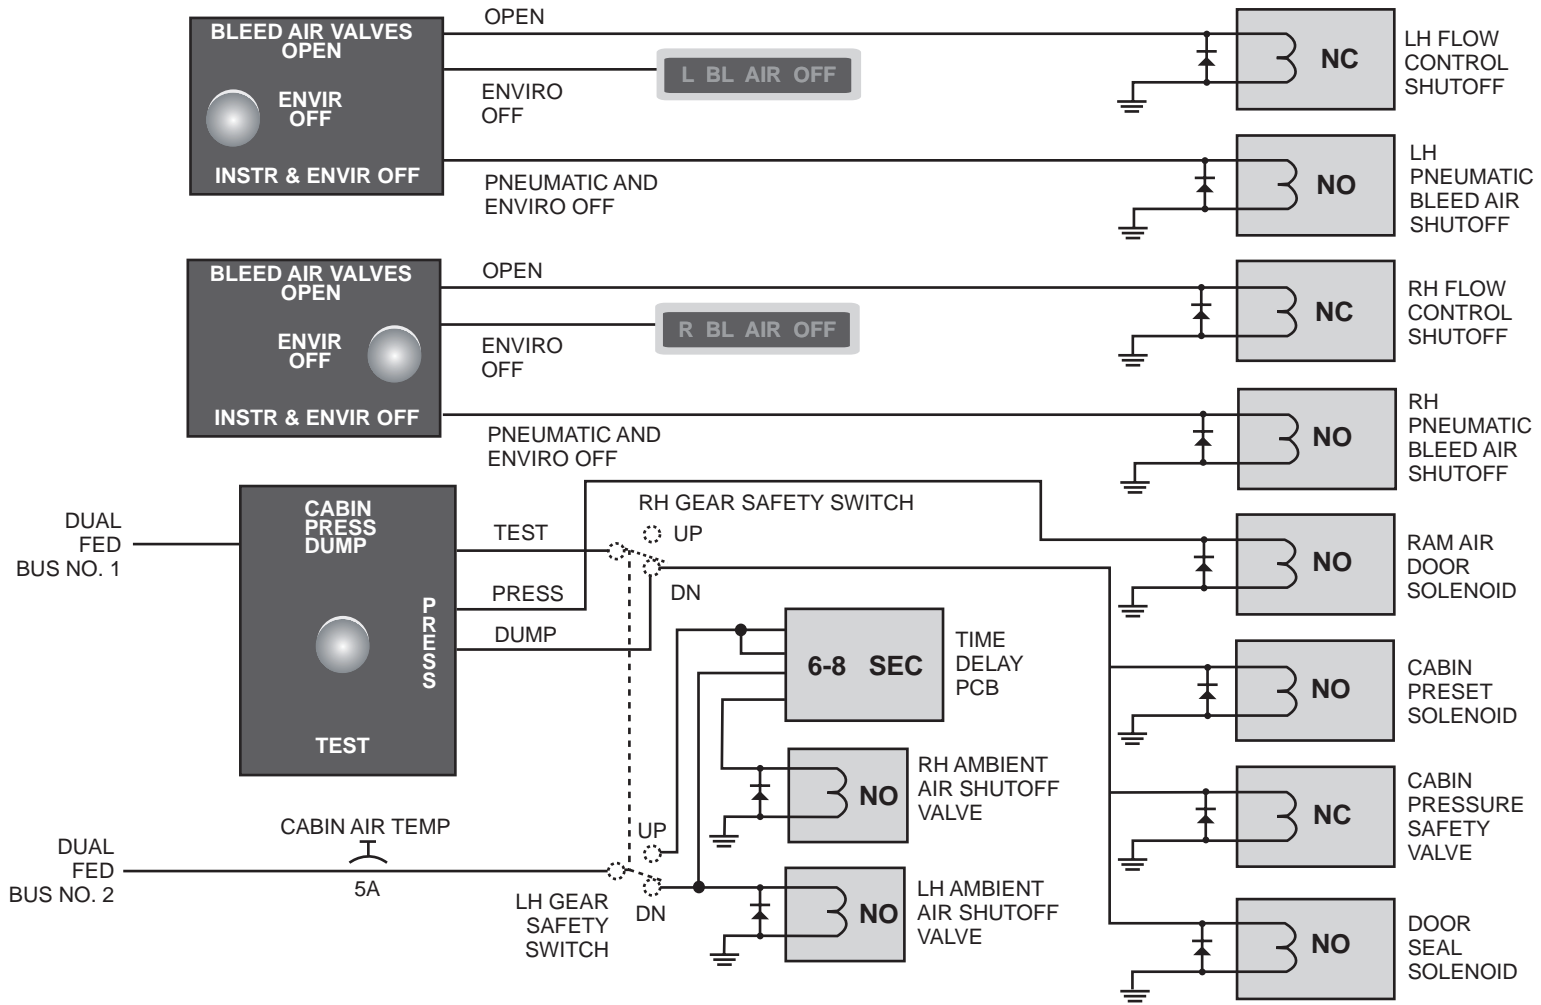 BLEED AIR VALVES
OPEN
ENVIR
OFF
INSTR & ENVIR OFF
OPEN
ENVIRO
OFF
L BL AIR OFF
PNEUMATIC AND
ENVIRO OFF
NC
LH FLOW
CONTROL
SHUTOFF
NO
LH
PNEUMATIC
BLEED AIR
SHUTOFF
BLEED AIR VALVES
OPEN
ENVIR
OFF
INSTR & ENVIR OFF
OPEN
ENVIRO
OFF
R BL AIR OFF
PNEUMATIC AND
ENVIRO OFF
NC
RH FLOW
CONTROL
SHUTOFF
NO
RH
PNEUMATIC
BLEED AIR
SHUTOFF
DUAL
FED
BUS NO. 1
CABIN
PRESS
DUMP
PRESS
TEST
TEST
PRESS
DUMP
RH GEAR SAFETY SWITCH
UP
DN
NO
RAM AIR
DOOR
SOLENOID
6-8 SEC
TIME
DELAY
PCB
NO
CABIN
PRESET
SOLENOID
NO
RH AMBIENT
AIR SHUTOFF
VALVE
NC
CABIN
PRESSURE
SAFETY
VALVE
DUAL
FED
BUS NO. 2
CABIN AIR TEMP
5A
UP
DN
LH GEAR
SAFETY
SWITCH
NO
LH AMBIENT
AIR SHUTOFF
VALVE
NO
DOOR
SEAL
SOLENOID